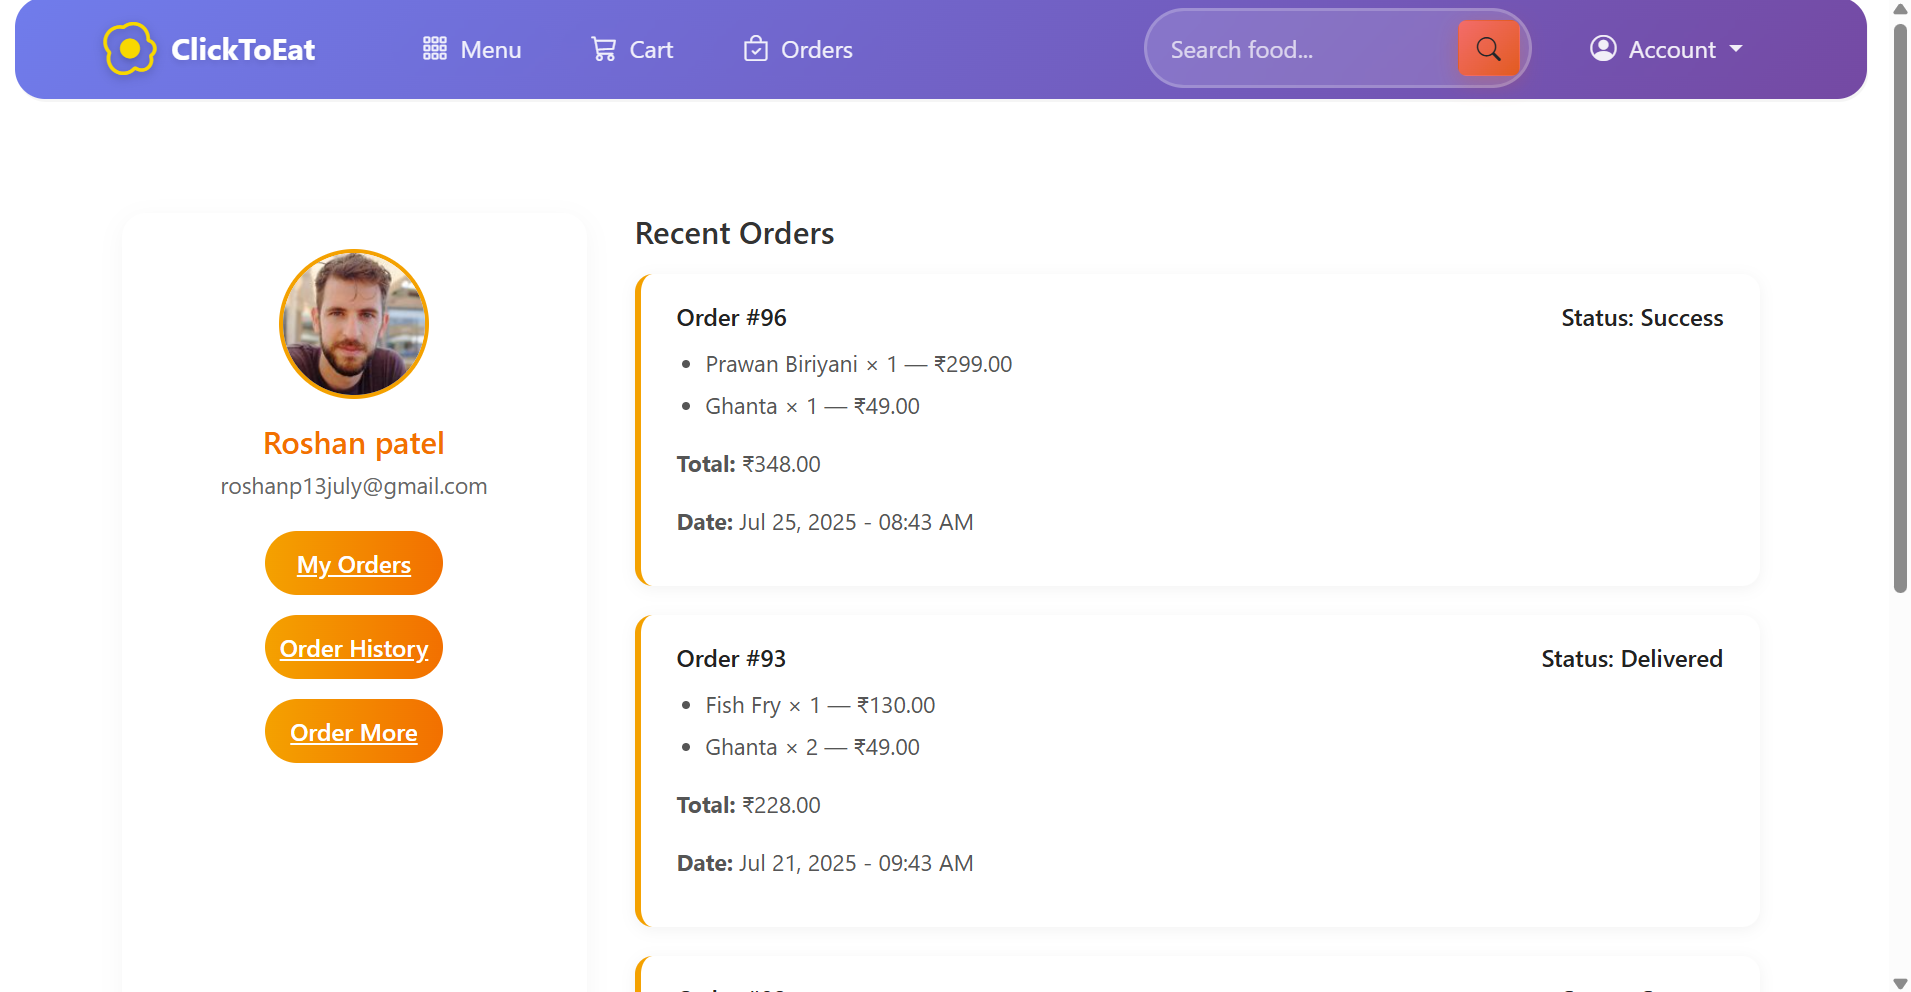 ClickToEat
Menu
Cart
Orders
Search food...
Account
Roshan patel
roshanp13july@gmail.com
My Orders
Order History
Order More
Recent Orders
Order #96
Status: Success
• Prawan Biriyani × 1 — ₹299.00
• Ghanta × 1 — ₹49.00
Total: ₹348.00
Date: Jul 25, 2025 - 08:43 AM
Order #93
Status: Delivered
• Fish Fry × 1 — ₹130.00
• Ghanta × 2 — ₹49.00
Total: ₹228.00
Date: Jul 21, 2025 - 09:43 AM